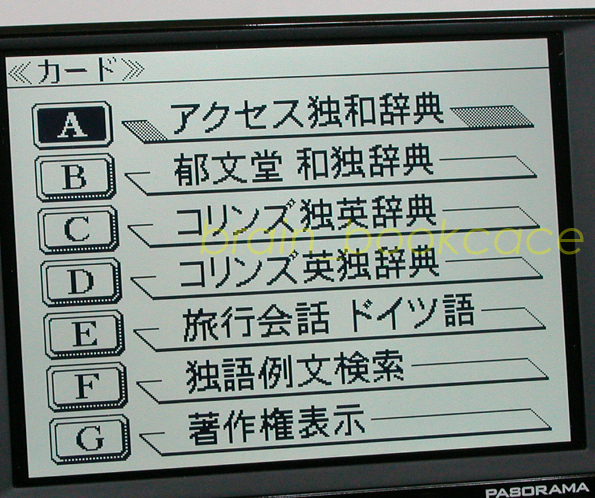 ≪カード≫
A アクセス独和辞典
B 郁文堂 和独辞典
C コリンズ独英辞典
brain_bookcace
D コリンズ英独辞典
E 旅行会話 ドイツ語
F 独語例文検索
G 著作権表示
PASORAMA